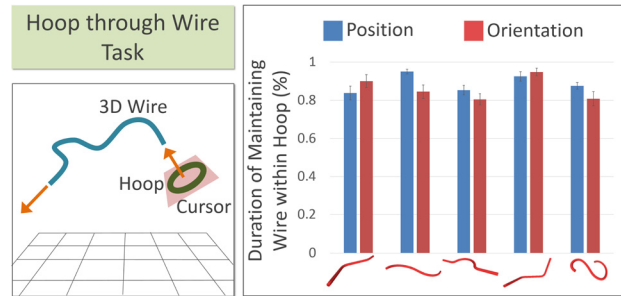 Hoop through Wire
Task
3D Wire
Hoop
Cursor
Position
Orientation
Duration of Maintaining
Wire within Hoop (%)
1
0.8
0.6
0.4
0.2
0